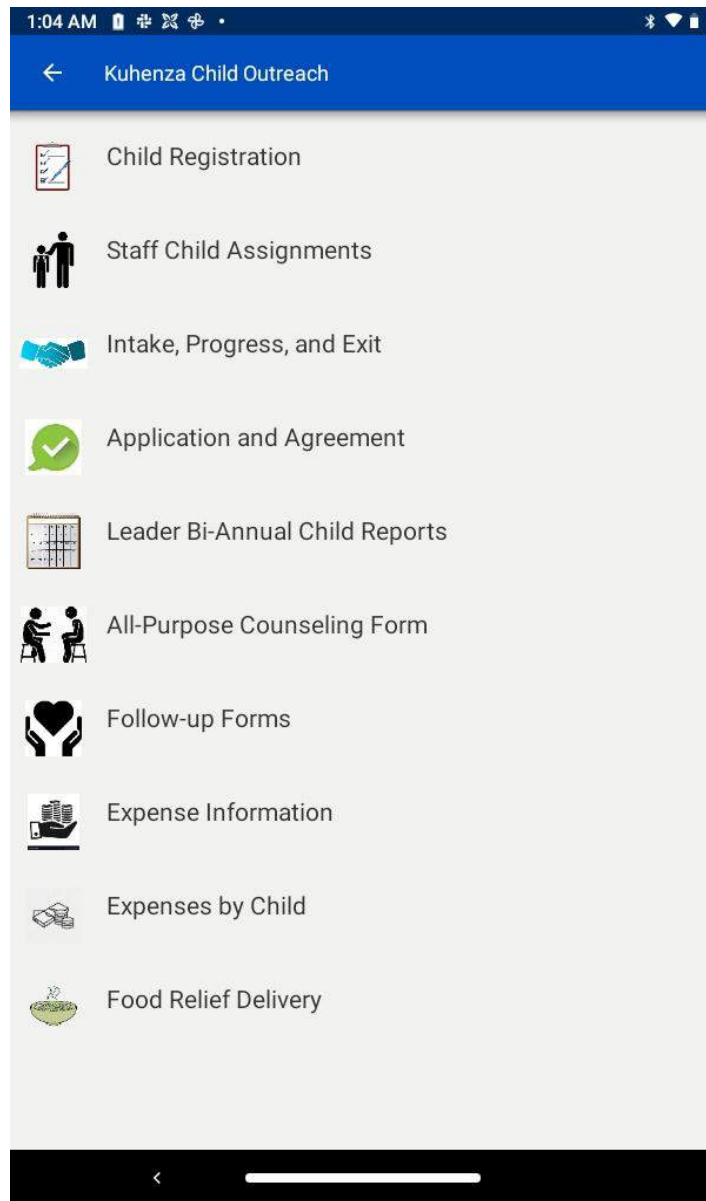 1:04 AM
Kuhenza Child Outreach
Child Registration
Staff Child Assignments
Intake, Progress, and Exit
Application and Agreement
Leader Bi-Annual Child Reports
All-Purpose Counseling Form
Follow-up Forms
Expense Information
Expenses by Child
Food Relief Delivery